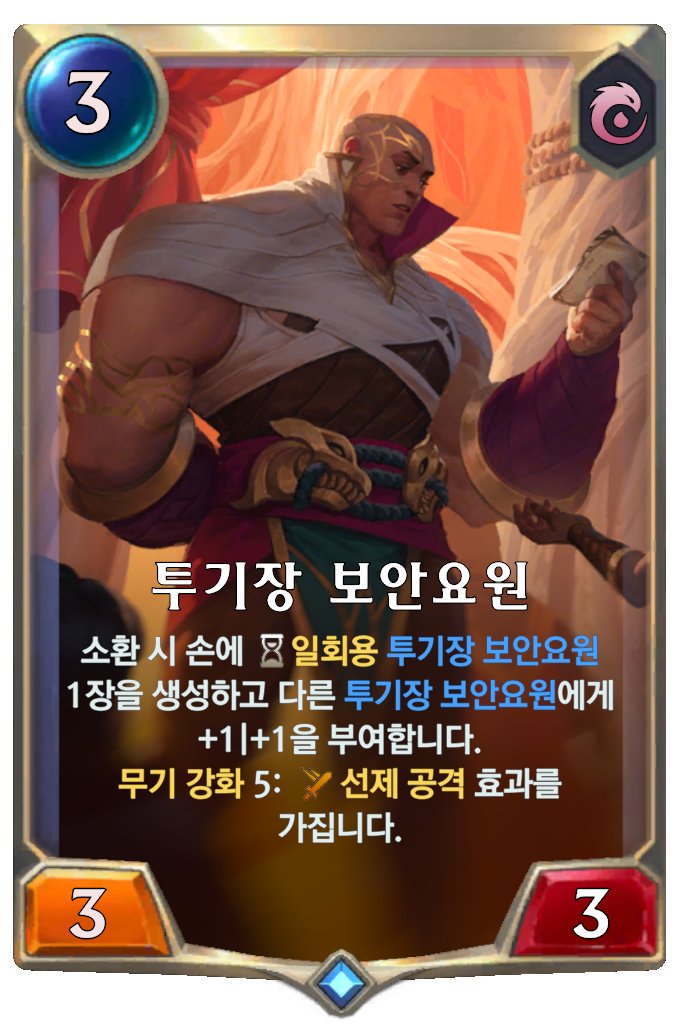 3
투기장 보안요원
소환 시 손에 일회용 투기장 보안요원
1장을 생성하고 다른 투기장 보안요원에게
+1|+1을 부여합니다.
무기 강화 5: 선제 공격 효과를
가집니다.
3
3